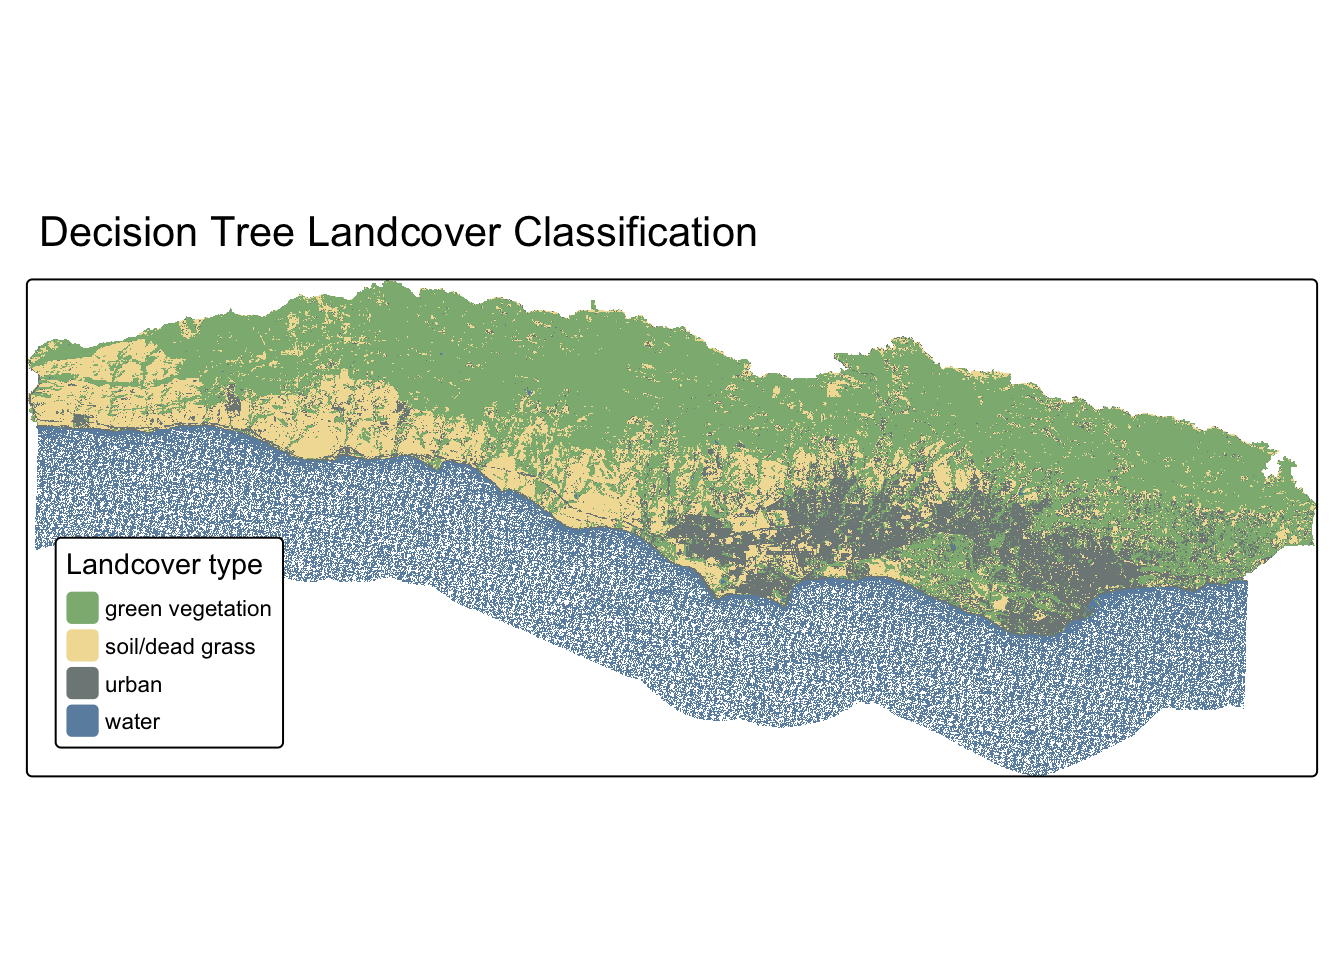 Decision Tree Landcover Classification
Landcover type
green vegetation
soil/dead grass
urban
water